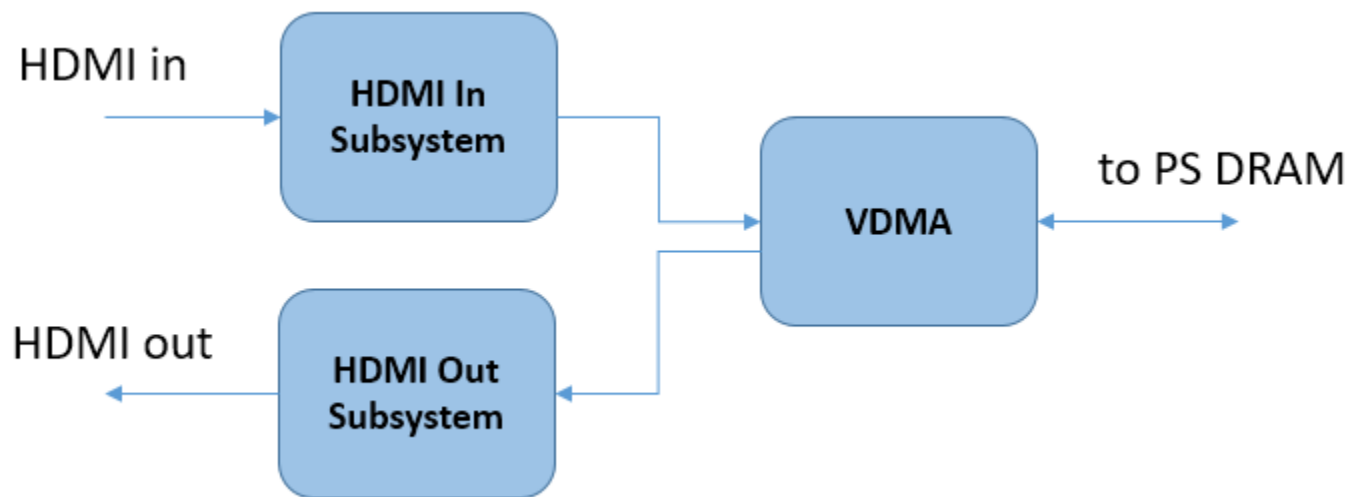 HDMI in
HDMI In
Subsystem
VDMA
to PS DRAM
HDMI out
HDMI Out
Subsystem